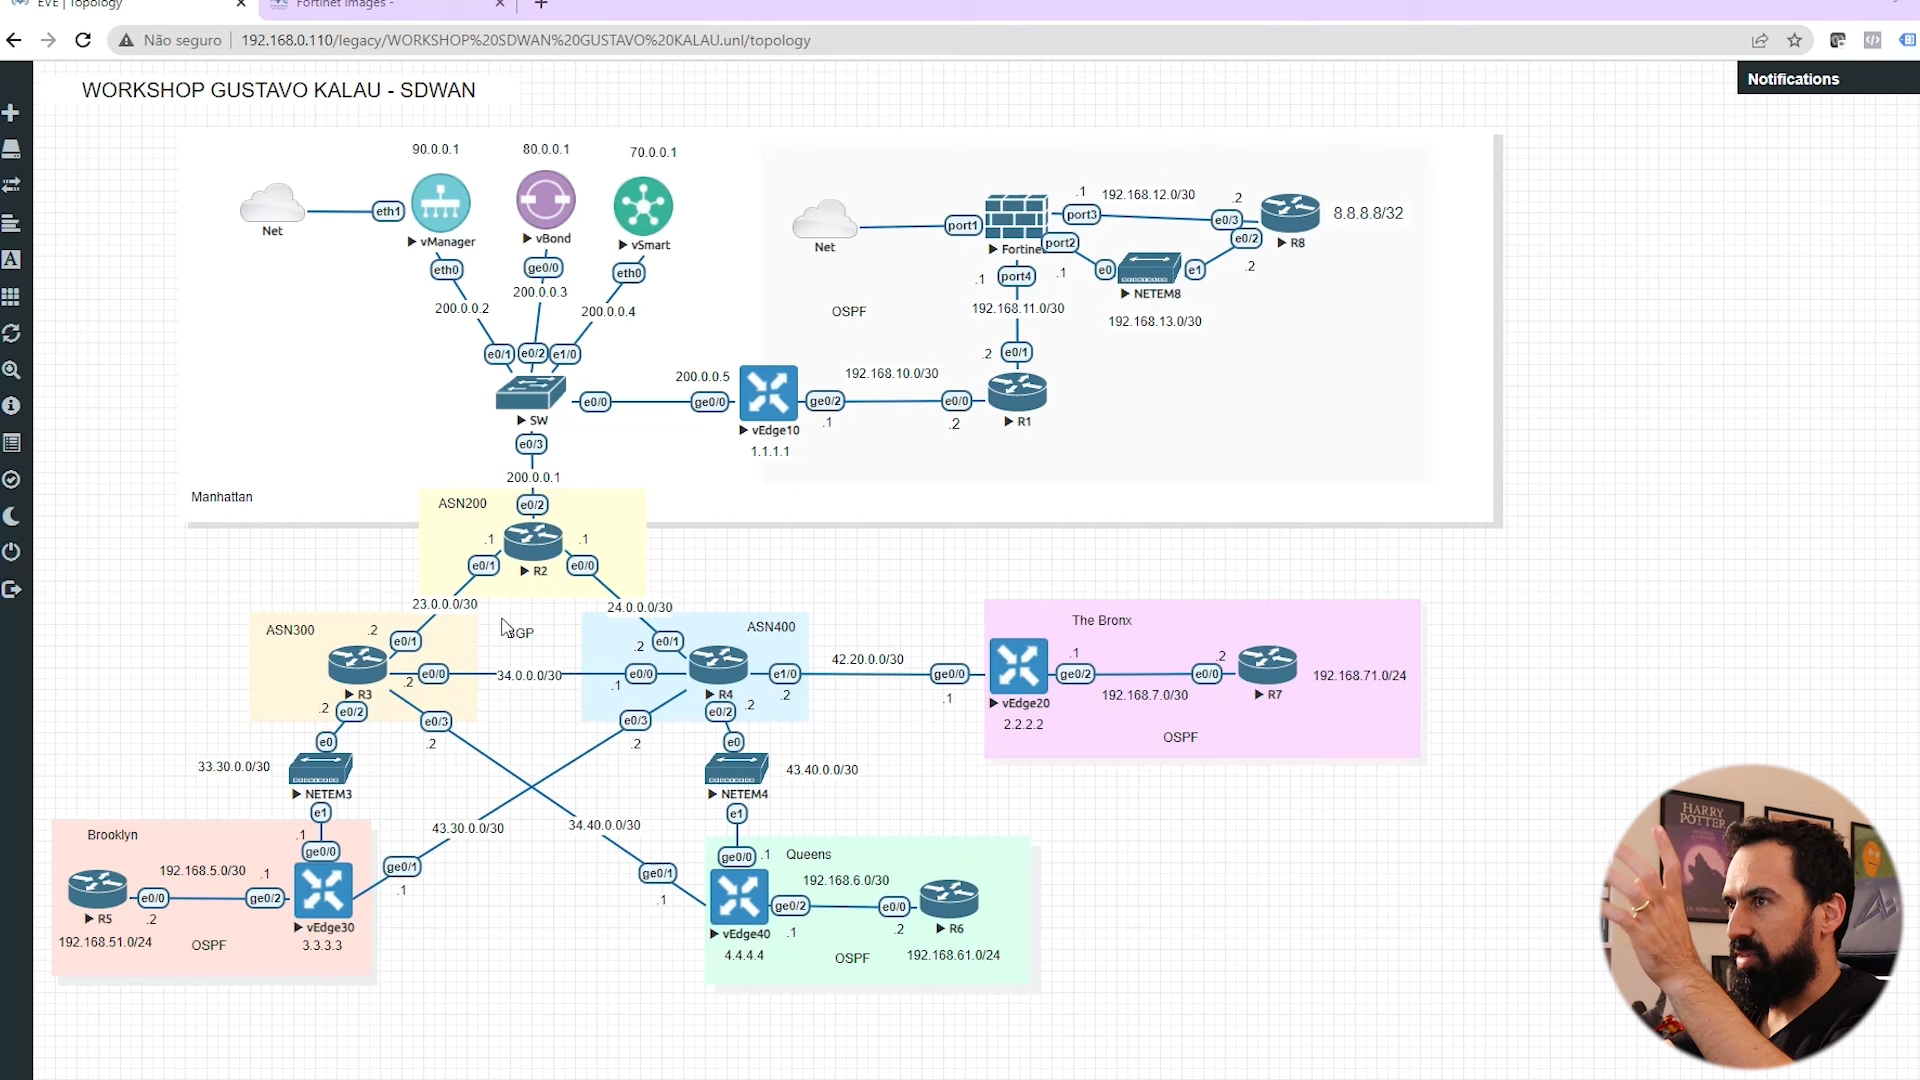 EVE | Topology
Fortinet Images -
Não seguro
192.168.0.110/legacy/WORKSHOP%20SDWAN%20GUSTAVO%20KALAU.unl/topology
Notifications
WORKSHOP GUSTAVO KALAU - SDWAN
90.0.0.1
80.0.0.1
70.0.0.1
Net
eth1
vManager
vBond
vSmart
eth0
ge0/0
eth0
200.0.0.2
200.0.0.3
200.0.0.4
e0/1
e0/2
e1/0
SW
e0/0
e0/3
200.0.0.1
200.0.0.5
ge0/0
vEdge10
1.1.1.1
ge0/2
.1
192.168.10.0/30
e0/0
.2
R1
e0/1
.2
192.168.11.0/30
.1
port4
Net
port1
Fortinet
port3
.1
192.168.12.0/30
.2
e0/3
R8
8.8.8.8/32
port2
.1
e0
NETEM8
e1
e0/2
.2
192.168.13.0/30
OSPF
Manhattan
ASN200
e0/2
.1
.1
e0/1
R2
e0/0
23.0.0.0/30
BGP
24.0.0.0/30
ASN300
.2
e0/1
R3
e0/0
.2
34.0.0.0/30
ASN400
.2
e0/1
e0/0
.1
R4
e1/0
.2
42.20.0.0/30
ge0/0
.1
The Bronx
vEdge20
2.2.2.2
ge0/2
.1
192.168.7.0/30
e0/0
.2
R7
192.168.71.0/24
OSPF
.2
e0/2
e0/3
.2
e0/3
.2
e0/2
.2
e0
33.30.0.0/30
NETEM3
e1
e0
NETEM4
43.40.0.0/30
e1
43.30.0.0/30
34.40.0.0/30
Brooklyn
.1
ge0/0
192.168.5.0/30
.1
R5
e0/0
.2
ge0/2
vEdge30
3.3.3.3
ge0/1
.1
192.168.51.0/24
OSPF
Queens
ge0/0
.1
ge0/1
.1
192.168.6.0/30
vEdge40
4.4.4.4
ge0/2
.1
e0/0
.2
R6
192.168.61.0/24
OSPF
HARRY
POTTER